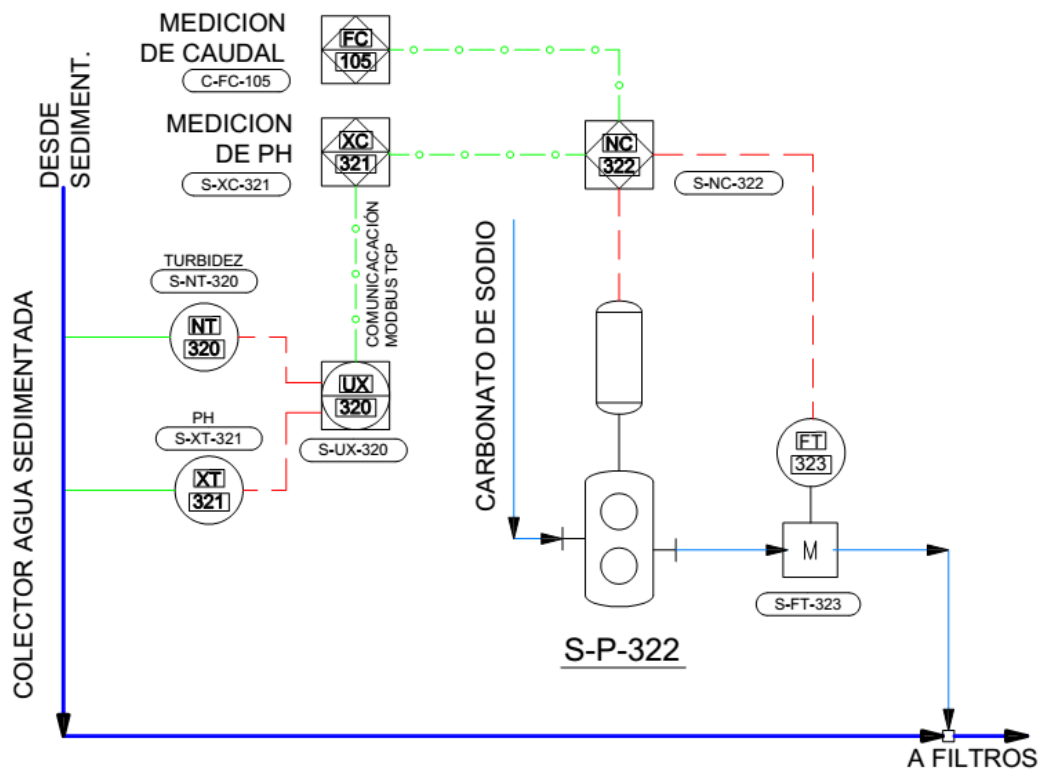 MEDICION
DE CAUDAL
C-FC-105
FC
105
MEDICION
DE PH
S-XC-321
XC
321
NC
322
S-NC-322
DESDE
SEDIMENT.
COLECTOR AGUA SEDIMENTADA
TURBIDEZ
S-NT-320
NT
320
PH
S-XT-321
XT
321
COMUNICACACIÓN
MODBUS TCP
UX
320
S-UX-320
CARBONATO DE SODIO
FT
323
M
S-FT-323
S-P-322
A FILTROS